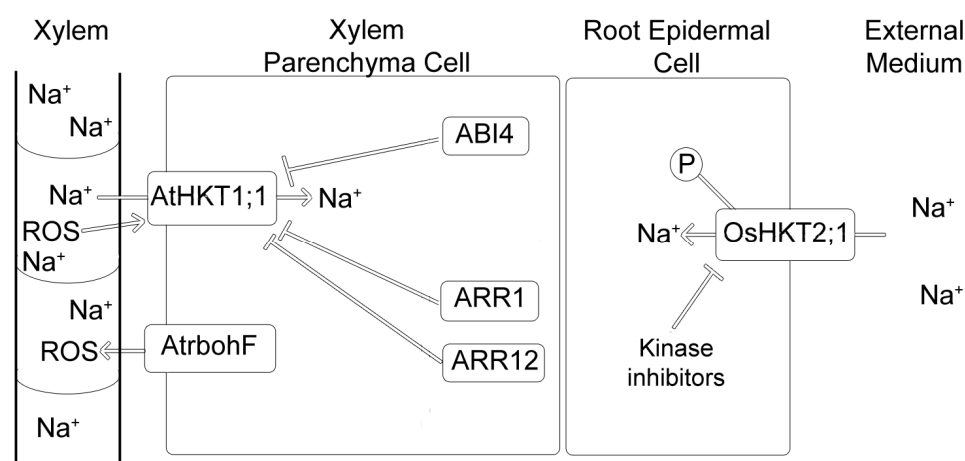 Xylem
Xylem
Parenchyma Cell
Root Epidermal
Cell
External
Medium
Na⁺
Na⁺
ABI4
P
Na⁺
AtHKT1;1
Na⁺
ROS
Na⁺
Na⁺
OsHKT2;1
Na⁺
Na⁺
Na⁺
ARR1
ROS
AtrbohF
ARR12
Kinase
inhibitors
Na⁺